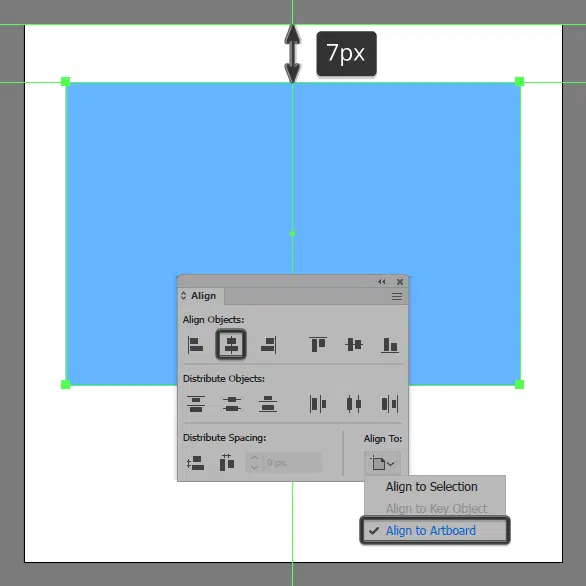 7px
Align
Align Objects:
Distribute Objects:
Distribute Spacing:
Align To:
0 px
Align to Selection
Align to Key Object
Align to Artboard